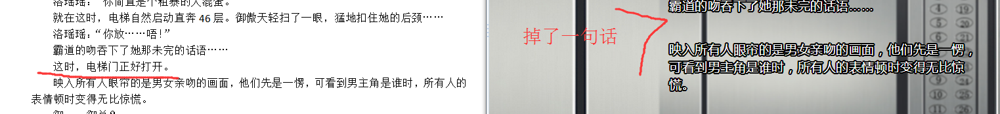 洛瑶瑶：“你简直是个粗暴的大混蛋。
就在这时，电梯自然启动直奔 46 层。御傲天轻扫了一眼，猛地扣住她的后颈……
洛瑶瑶：“你放……唔!”
霸道的吻吞下了她那未完的话语……
这时，电梯门正好打开。
映入所有人眼帘的是男女亲吻的画面，他们先是一愣，可看到男主角是谁时，所有人的
表情顿时变得无比惊慌。
掉了一句话
霸道的吻吞下了她那未完的话语……
映入所有人眼帘的是男女亲吻的画面，他们先是一愣，
可看到男主角是谁时，所有人的表情顿时变得无比惊
慌。
4 19
5 20
6 21
9 24
10 25
11 26